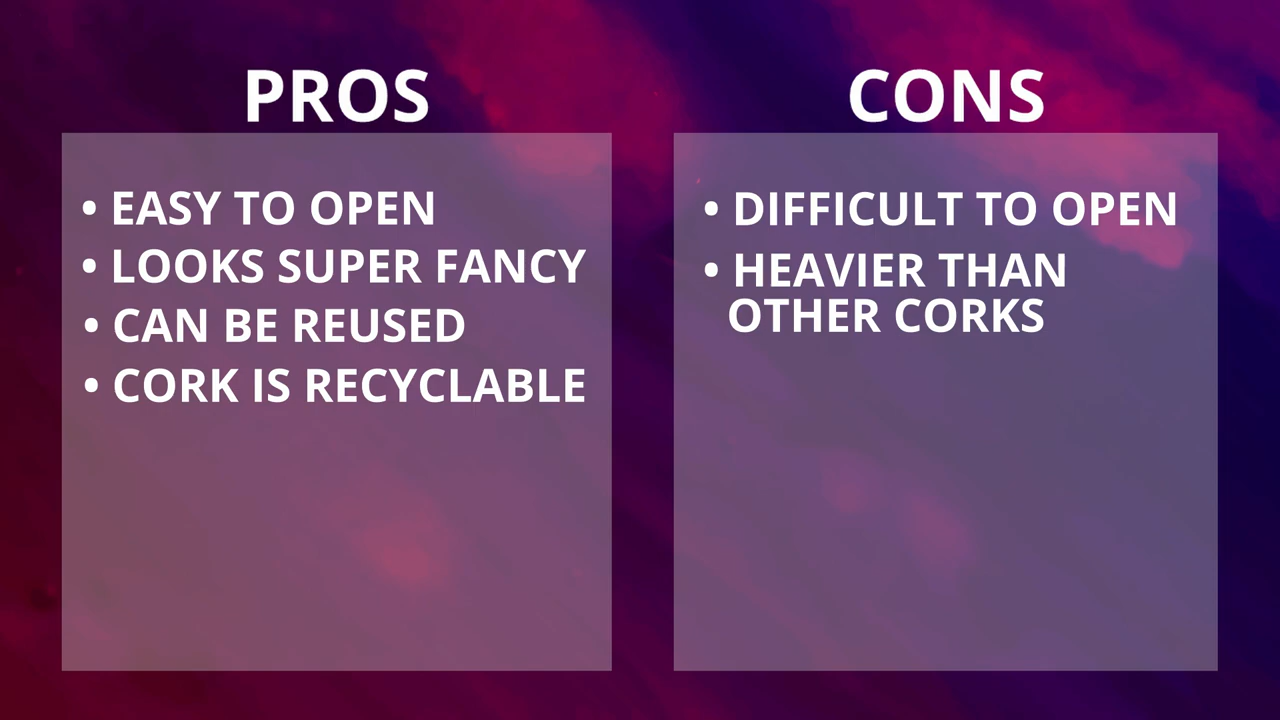 PROS
• EASY TO OPEN
• LOOKS SUPER FANCY
• CAN BE REUSED
• CORK IS RECYCLABLE
CONS
• DIFFICULT TO OPEN
• HEAVIER THAN
OTHER CORKS